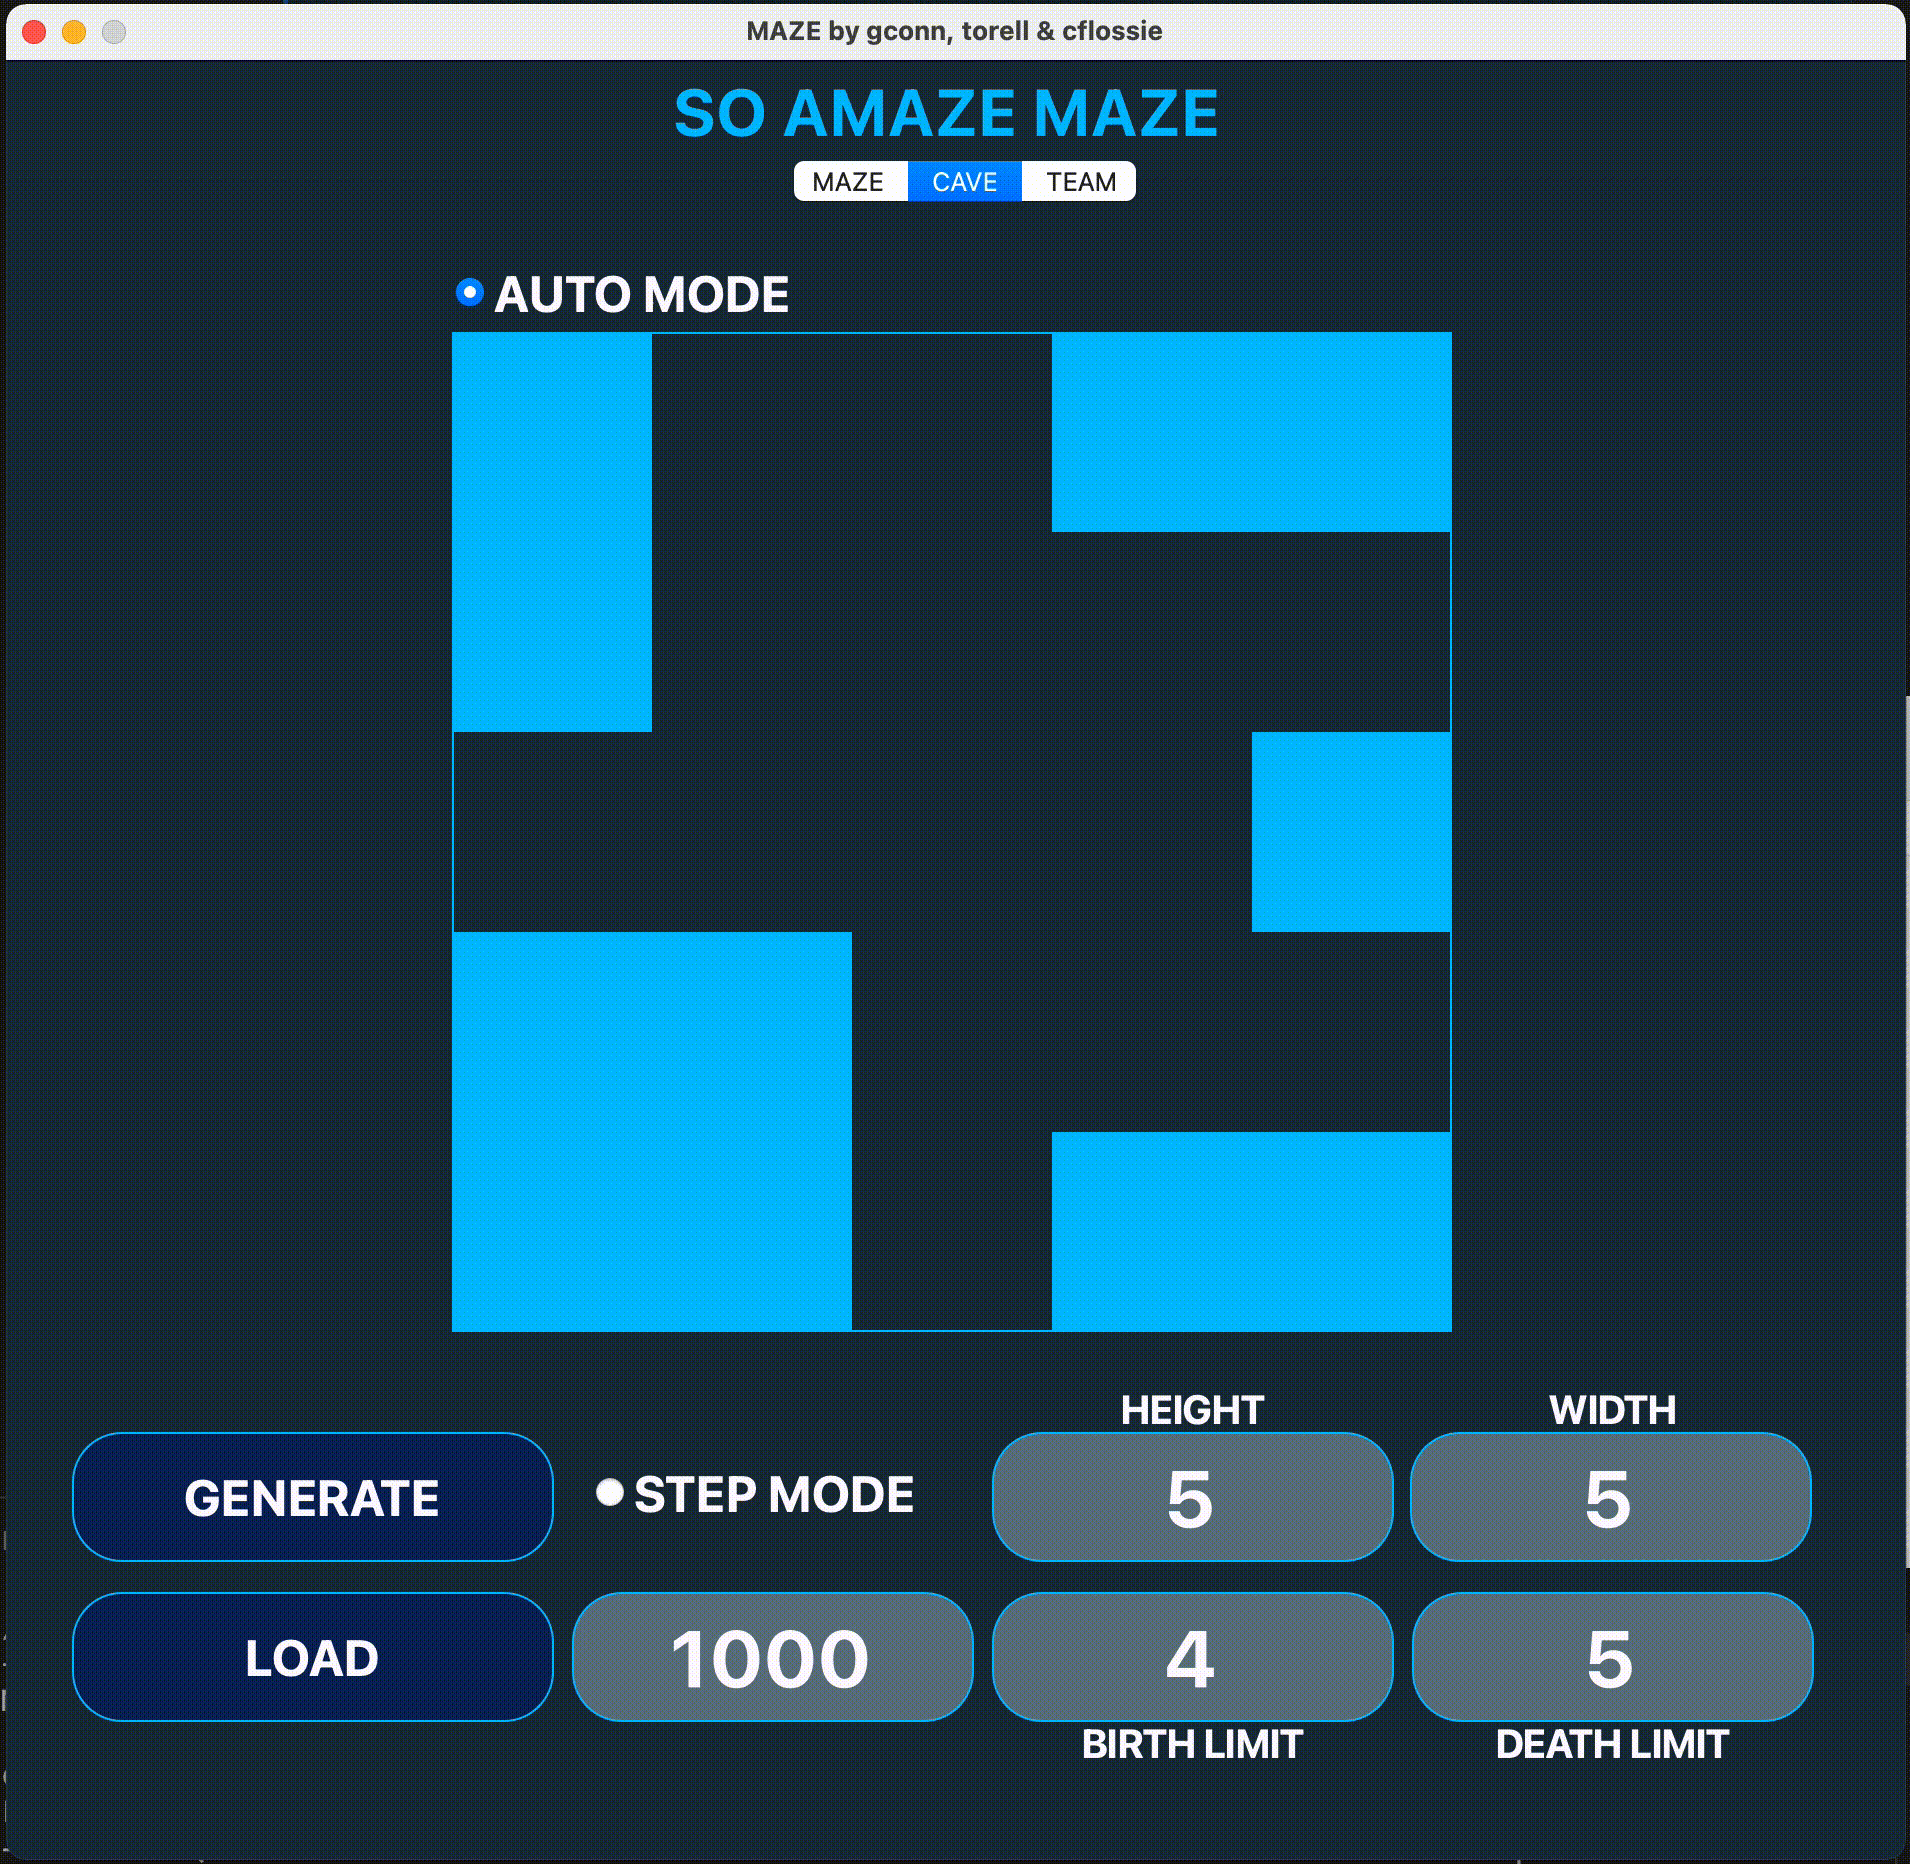 MAZE by gconn, torell & cflossie
SO AMAZE MAZE
MAZE CAVE TEAM
AUTO MODE
HEIGHT WIDTH
GENERATE STEP MODE 5 5
LOAD 1000 4 5
BIRTH LIMIT DEATH LIMIT